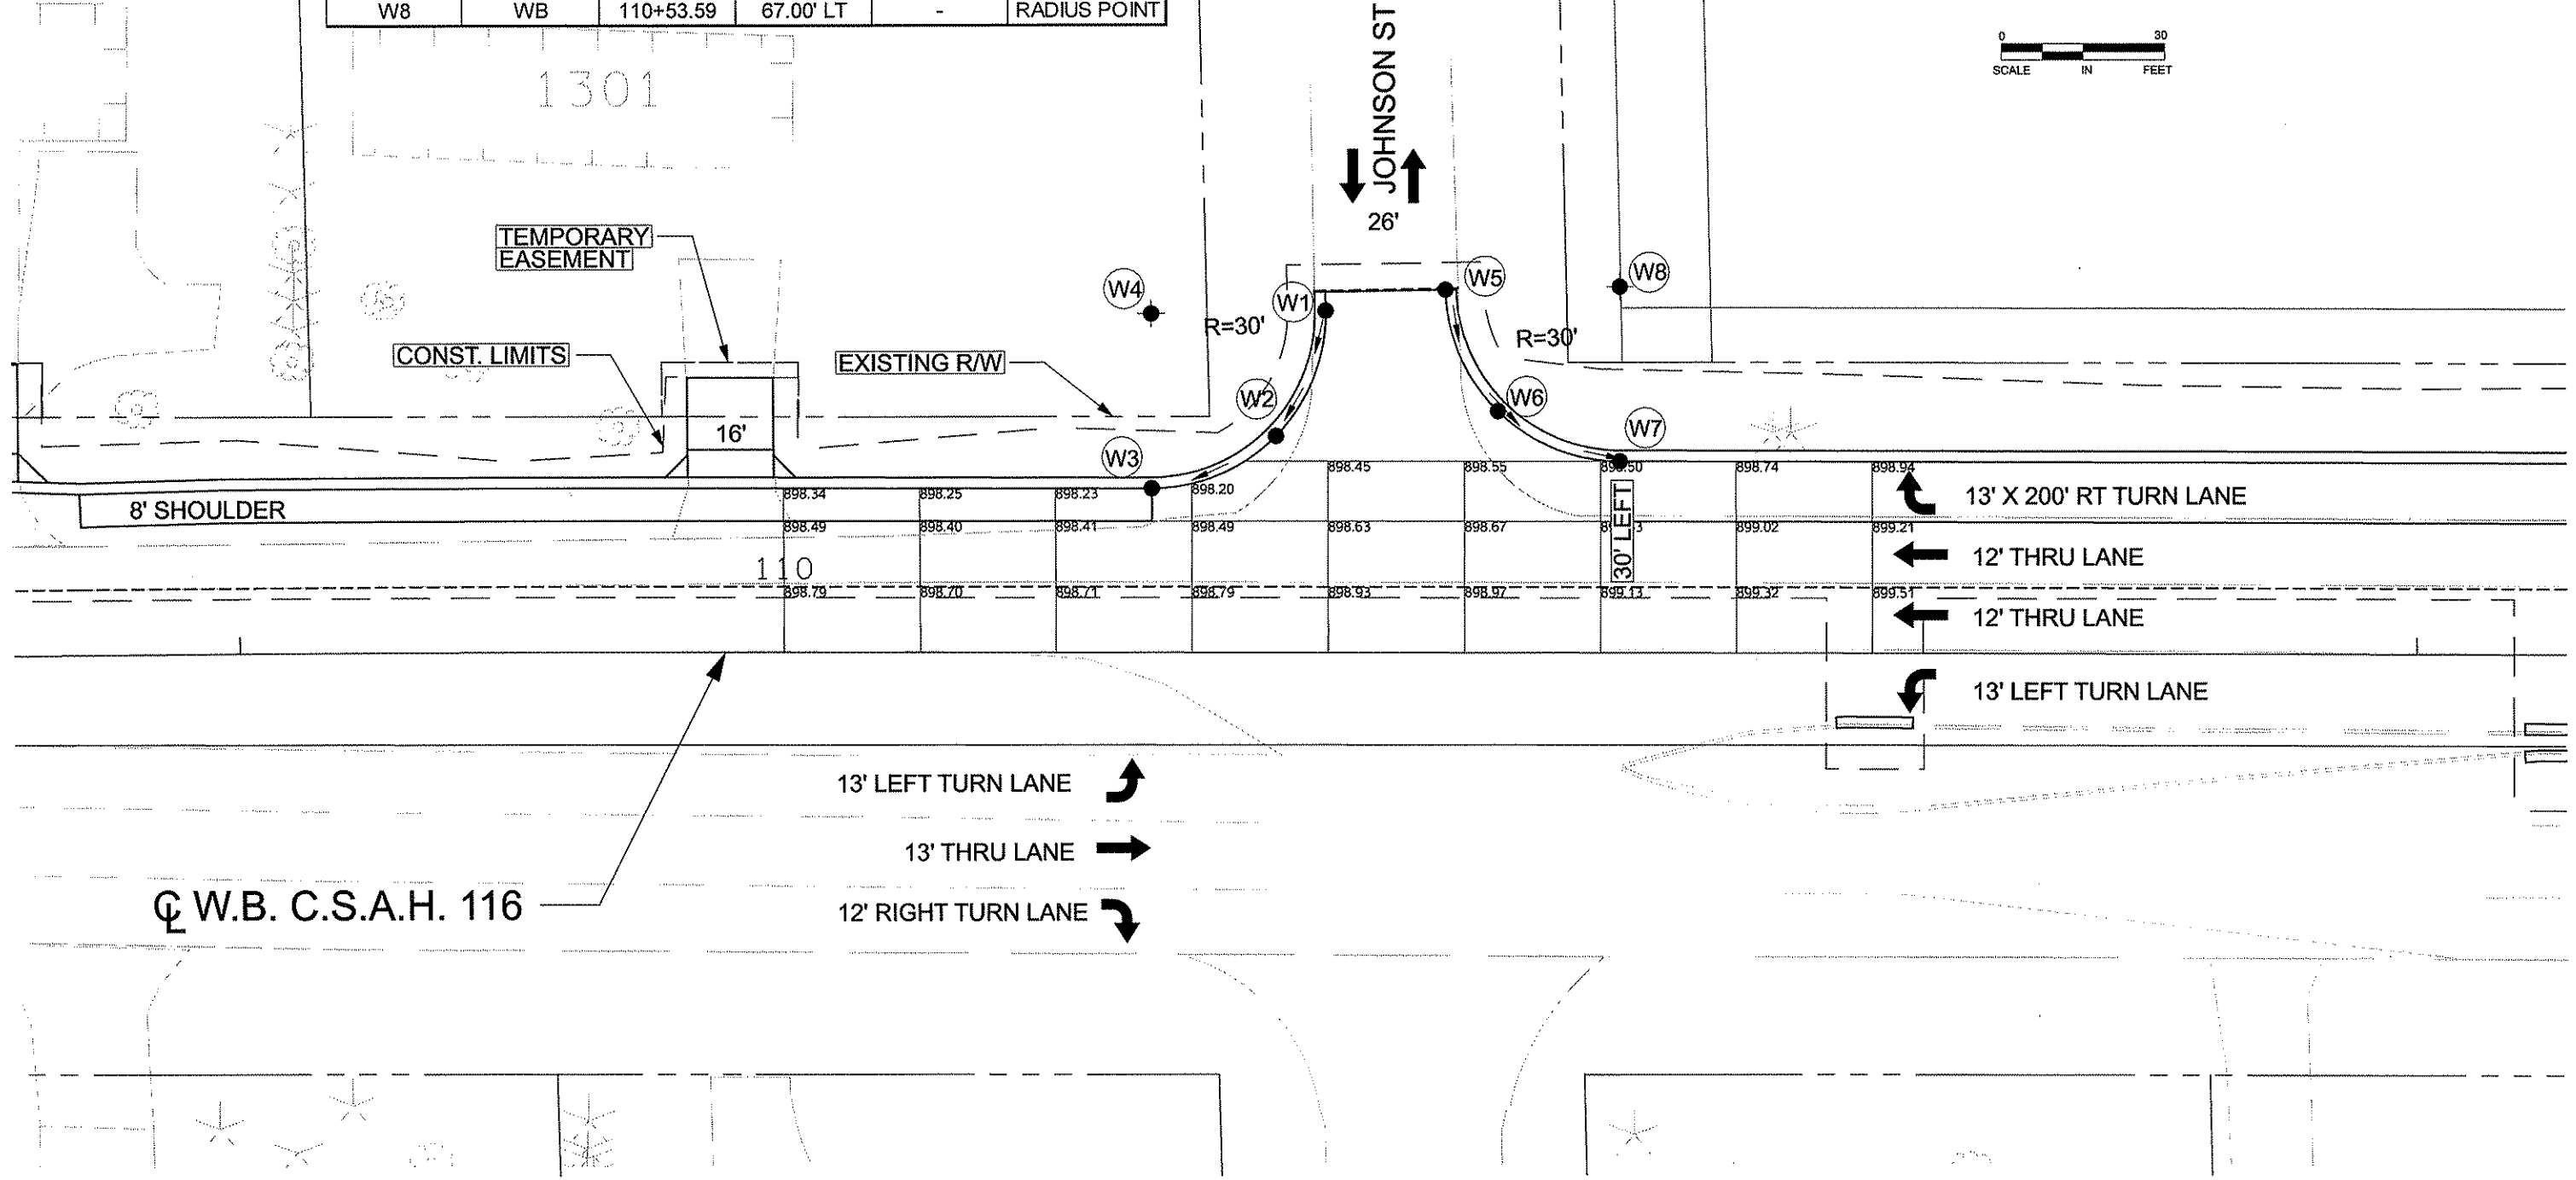 W8 WB 110+53.59 67.00' LT - RADIUS POINT
JOHNSON ST
0 30
SCALE IN FEET
1301
26'
TEMPORARY
EASEMENT
W4
W1
W5
W8
R=30'
R=30'
CONST. LIMITS
EXISTING R/W
W2
W6
16'
W3
W7
898.45 898.55 898.74 898.94
898.34 898.25 898.23 898.20
13' X 200' RT TURN LANE
8' SHOULDER
30' LEFT
898.49 898.40 898.41 898.49 898.63 898.67 899.02 899.21
12' THRU LANE
110
898.79 898.70 898.71 898.79 898.93 898.97 899.13 899.32 899.51
12' THRU LANE
13' LEFT TURN LANE
13' LEFT TURN LANE
13' THRU LANE
℄ W.B. C.S.A.H. 116
12' RIGHT TURN LANE